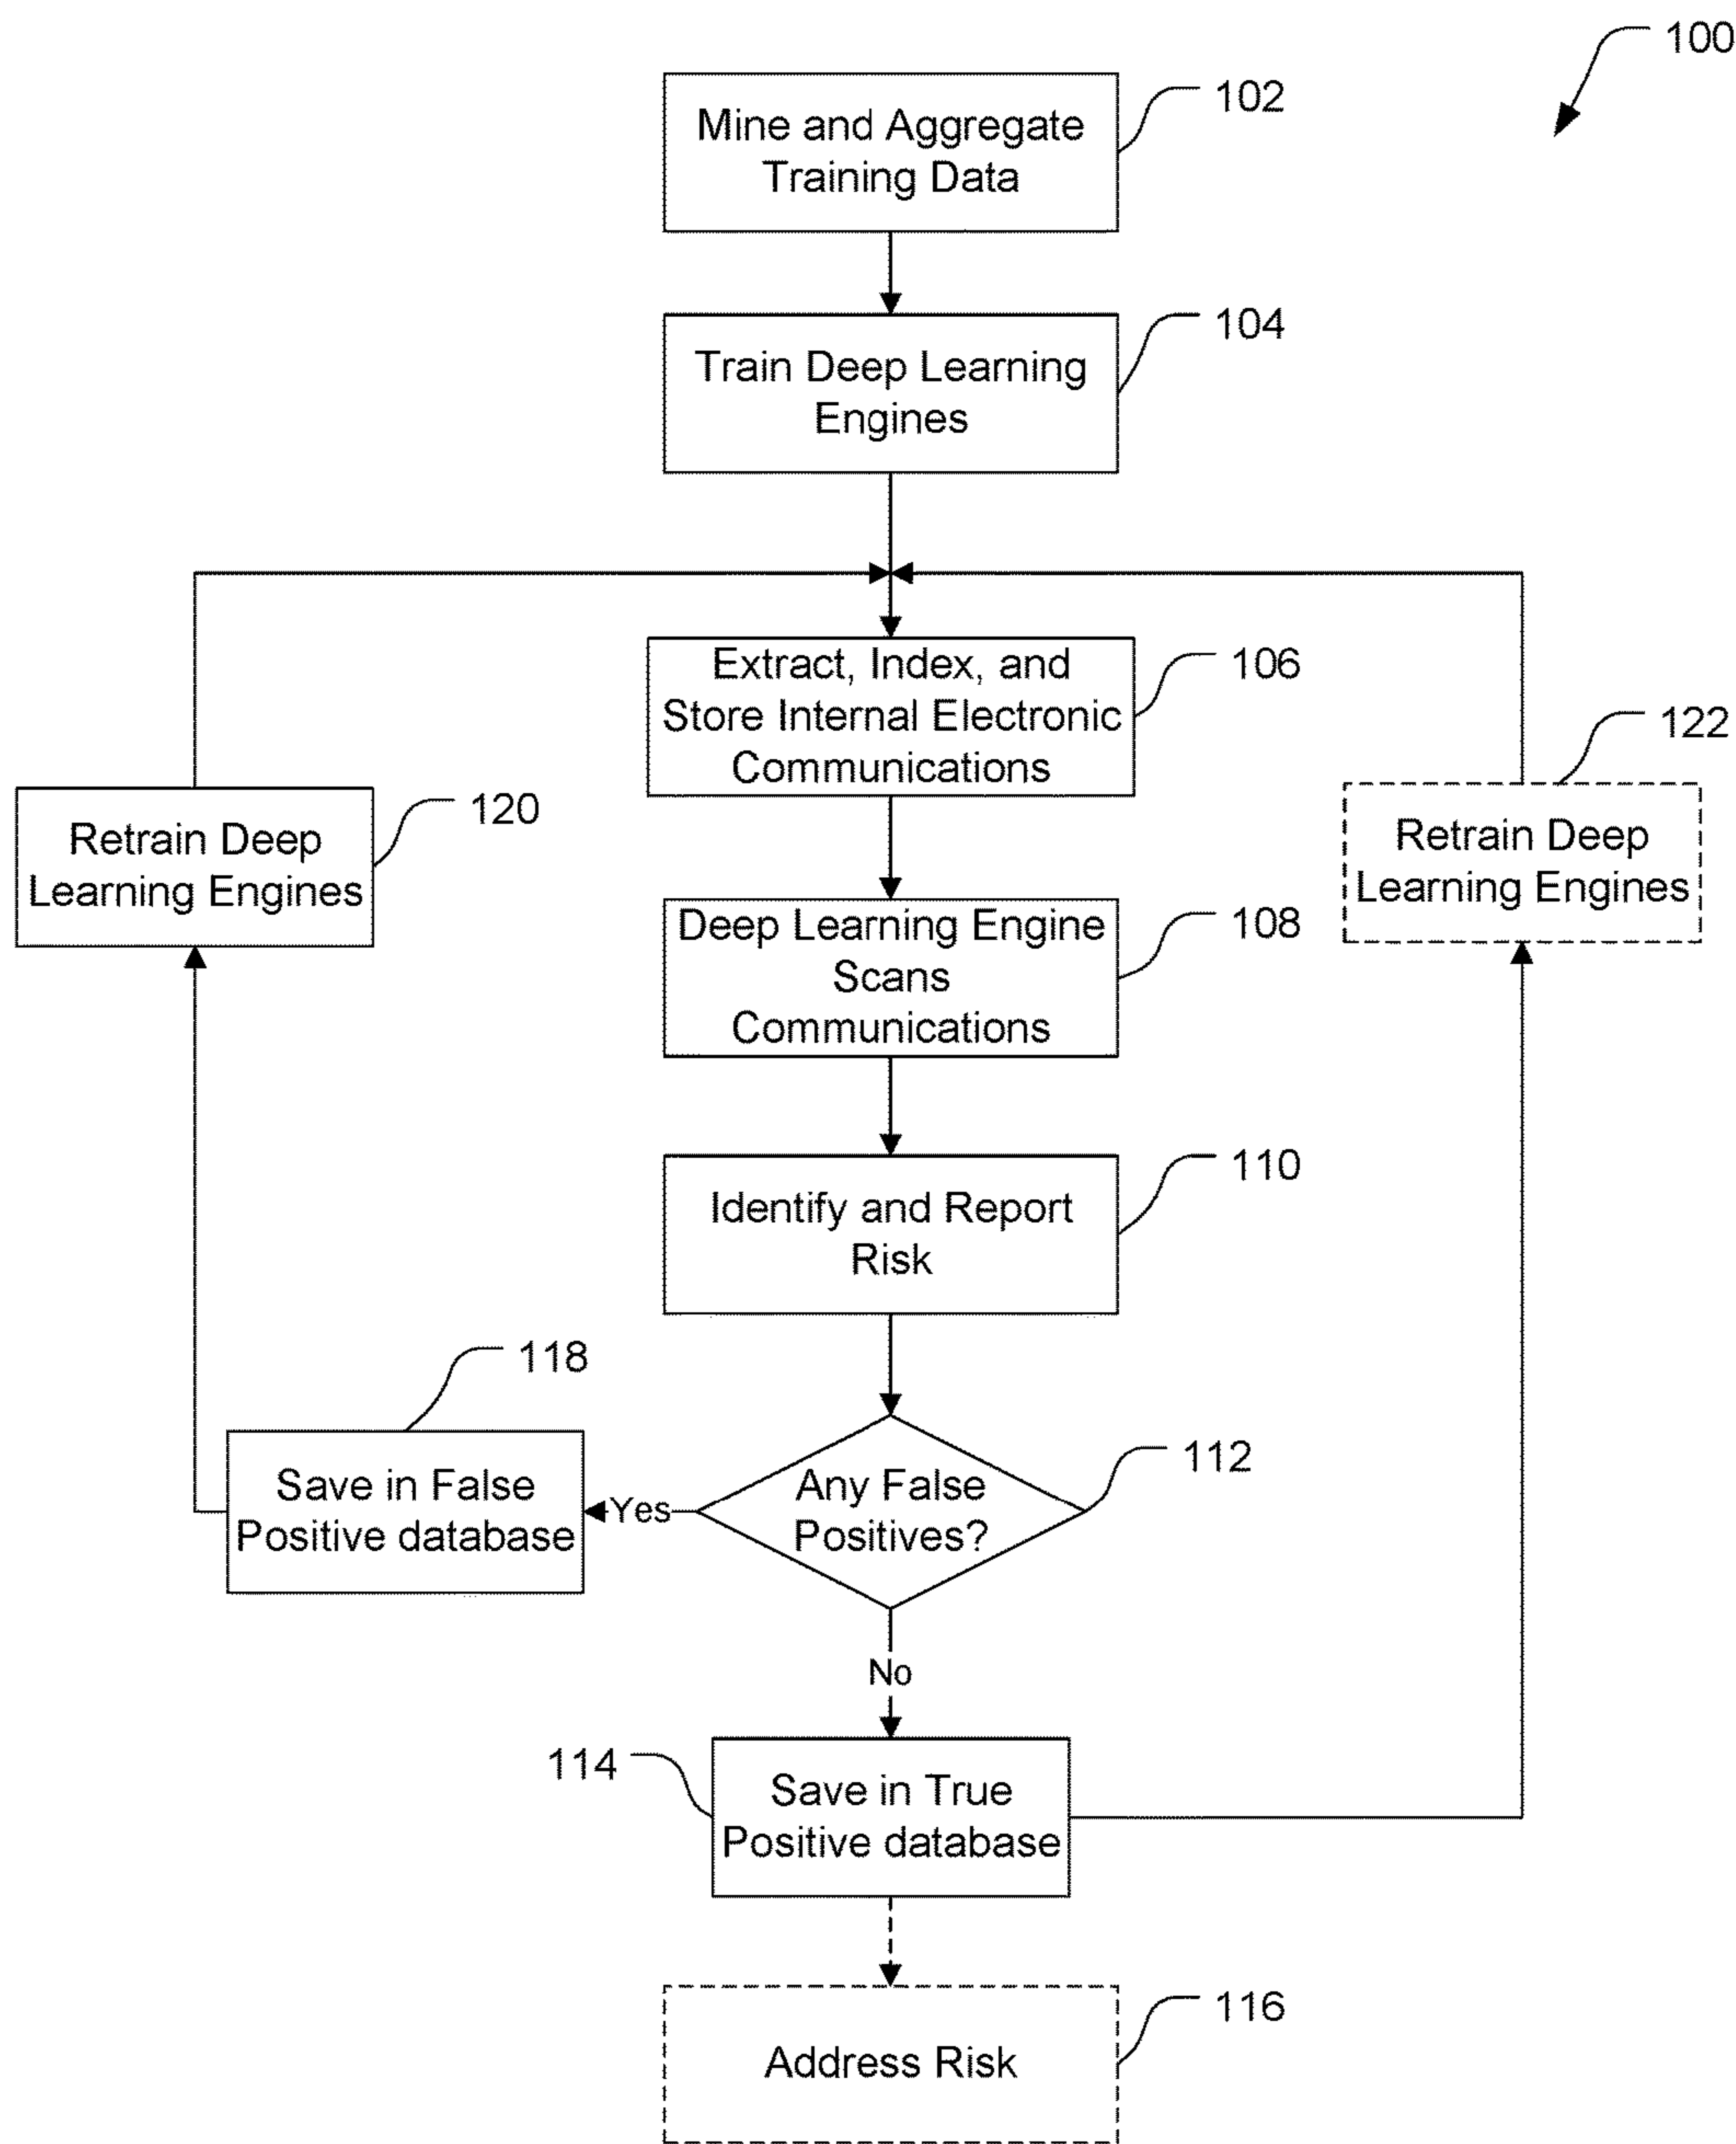 100
Mine and Aggregate
Training Data
102
Train Deep Learning
Engines
104
Extract, Index, and
Store Internal Electronic
Communications
106
Retrain Deep
Learning Engines
120
Retrain Deep
Learning Engines
122
Deep Learning Engine
Scans
Communications
108
Identify and Report
Risk
110
Any False
Positives?
112
Yes
Save in False
Positive database
118
No
Save in True
Positive database
114
Address Risk
116